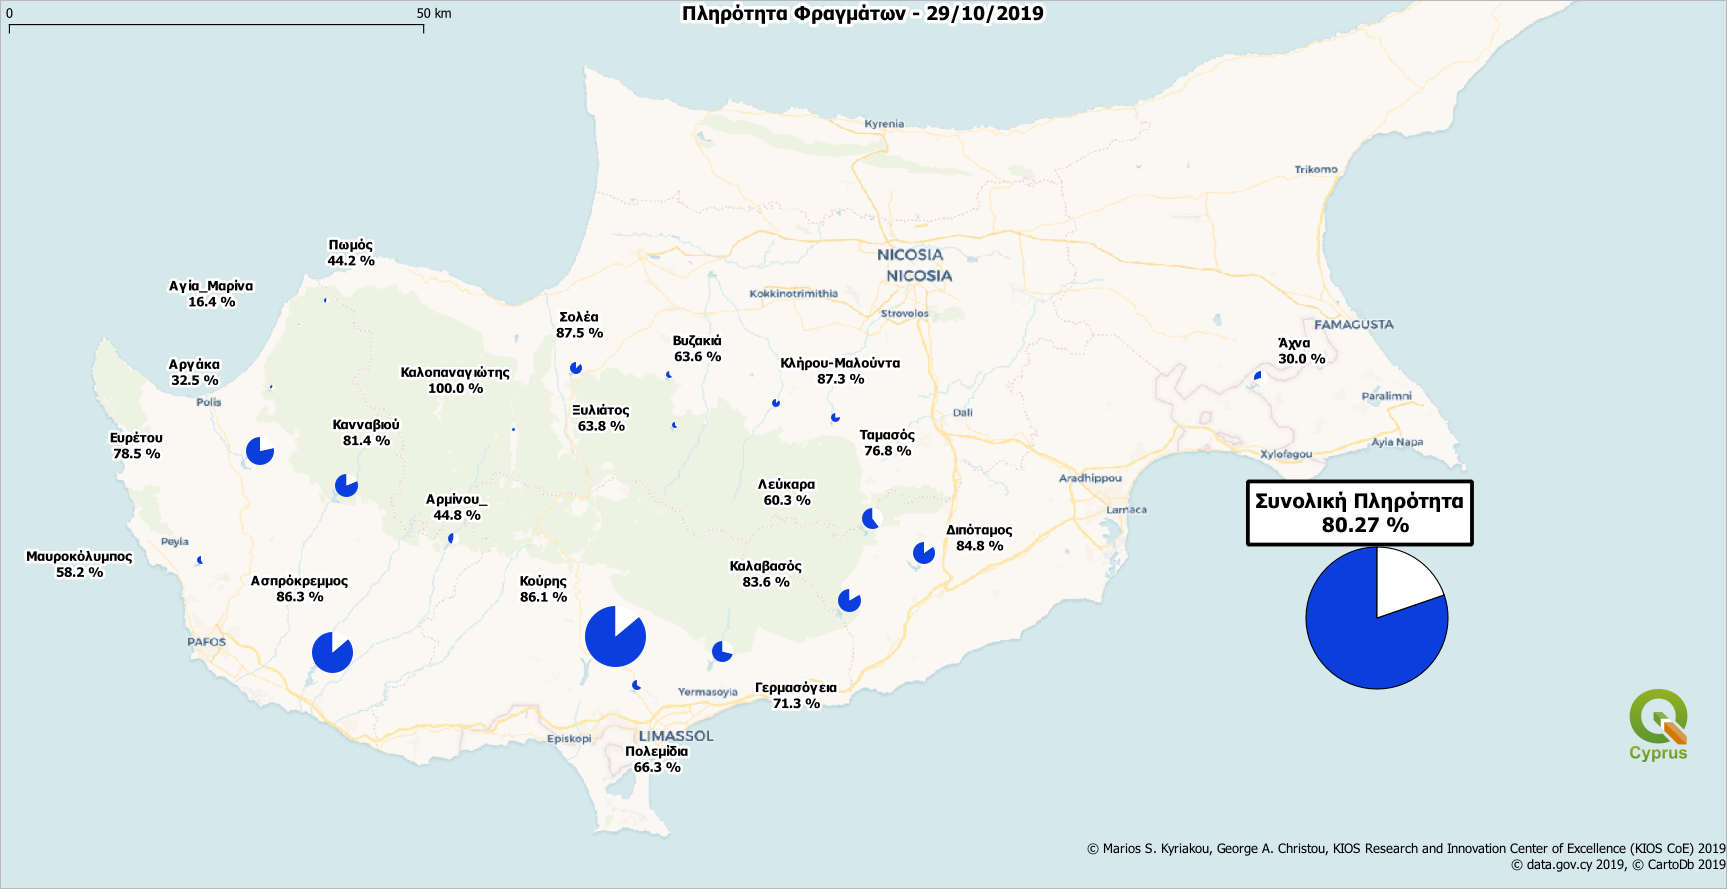 0 50 km
Πληρότητα Φραγμάτων - 29/10/2019
Kyrenia
Trikomo
Πωμός
44.2 %
NICOSIA
NICOSIA
Αγία_Μαρίνα
16.4 %
Kokkinotrimithia
Strovolos
Σολέα
87.5 %
FAMAGUSTA
Βυζακιά
63.6 %
Άχνα
30.0 %
Αργάκα
32.5 %
Κλήρου-Μαλούντα
87.3 %
Καλοπαναγιώτης
100.0 %
Polis
Paralimni
Ξυλιάτος
63.8 %
Dali
Κανναβιού
81.4 %
Ευρέτου
78.5 %
Ταμασός
76.8 %
Ayia Napa
Xylofagou
Aradhippou
Λεύκαρα
60.3 %
Αρμίνου_
44.8 %
Larnaca
Συνολική Πληρότητα
80.27 %
Διπόταμος
84.8 %
Peyia
Μαυροκόλυμπος
58.2 %
Καλαβασός
83.6 %
Ασπρόκρεμμος
86.3 %
Κούρης
86.1 %
PAFOS
Yermasoyia
Γερμασόγεια
71.3 %
Episkopi
LIMASSOL
Πολεμίδια
66.3 %
Cyprus
© Marios S. Kyriakou, George A. Christou, KIOS Research and Innovation Center of Excellence (KIOS CoE) 2019
© data.gov.cy 2019, © CartoDb 2019